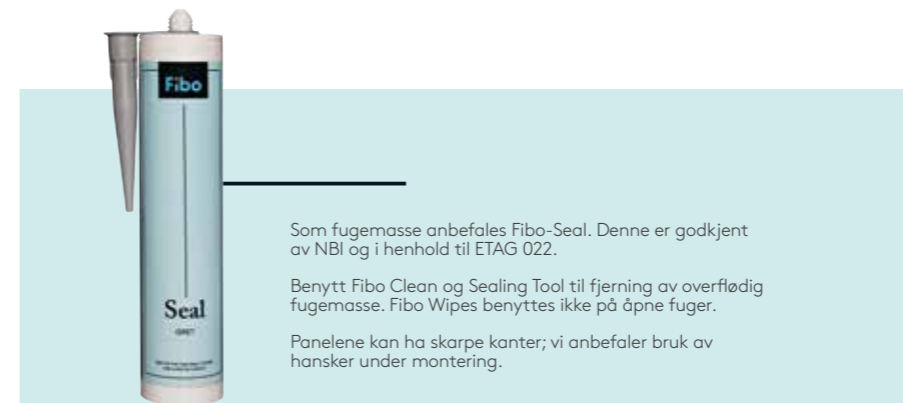 Fibo
Seal
GREY
Som fugemasse anbefales Fibo-Seal. Denne er godkjent
av NBI og i henhold til ETAG 022.
Benytt Fibo Clean og Sealing Tool til fjerning av overflødig
fugemasse. Fibo Wipes benyttes ikke på åpne fuger.
Panelene kan ha skarpe kanter; vi anbefaler bruk av
hansker under montering.